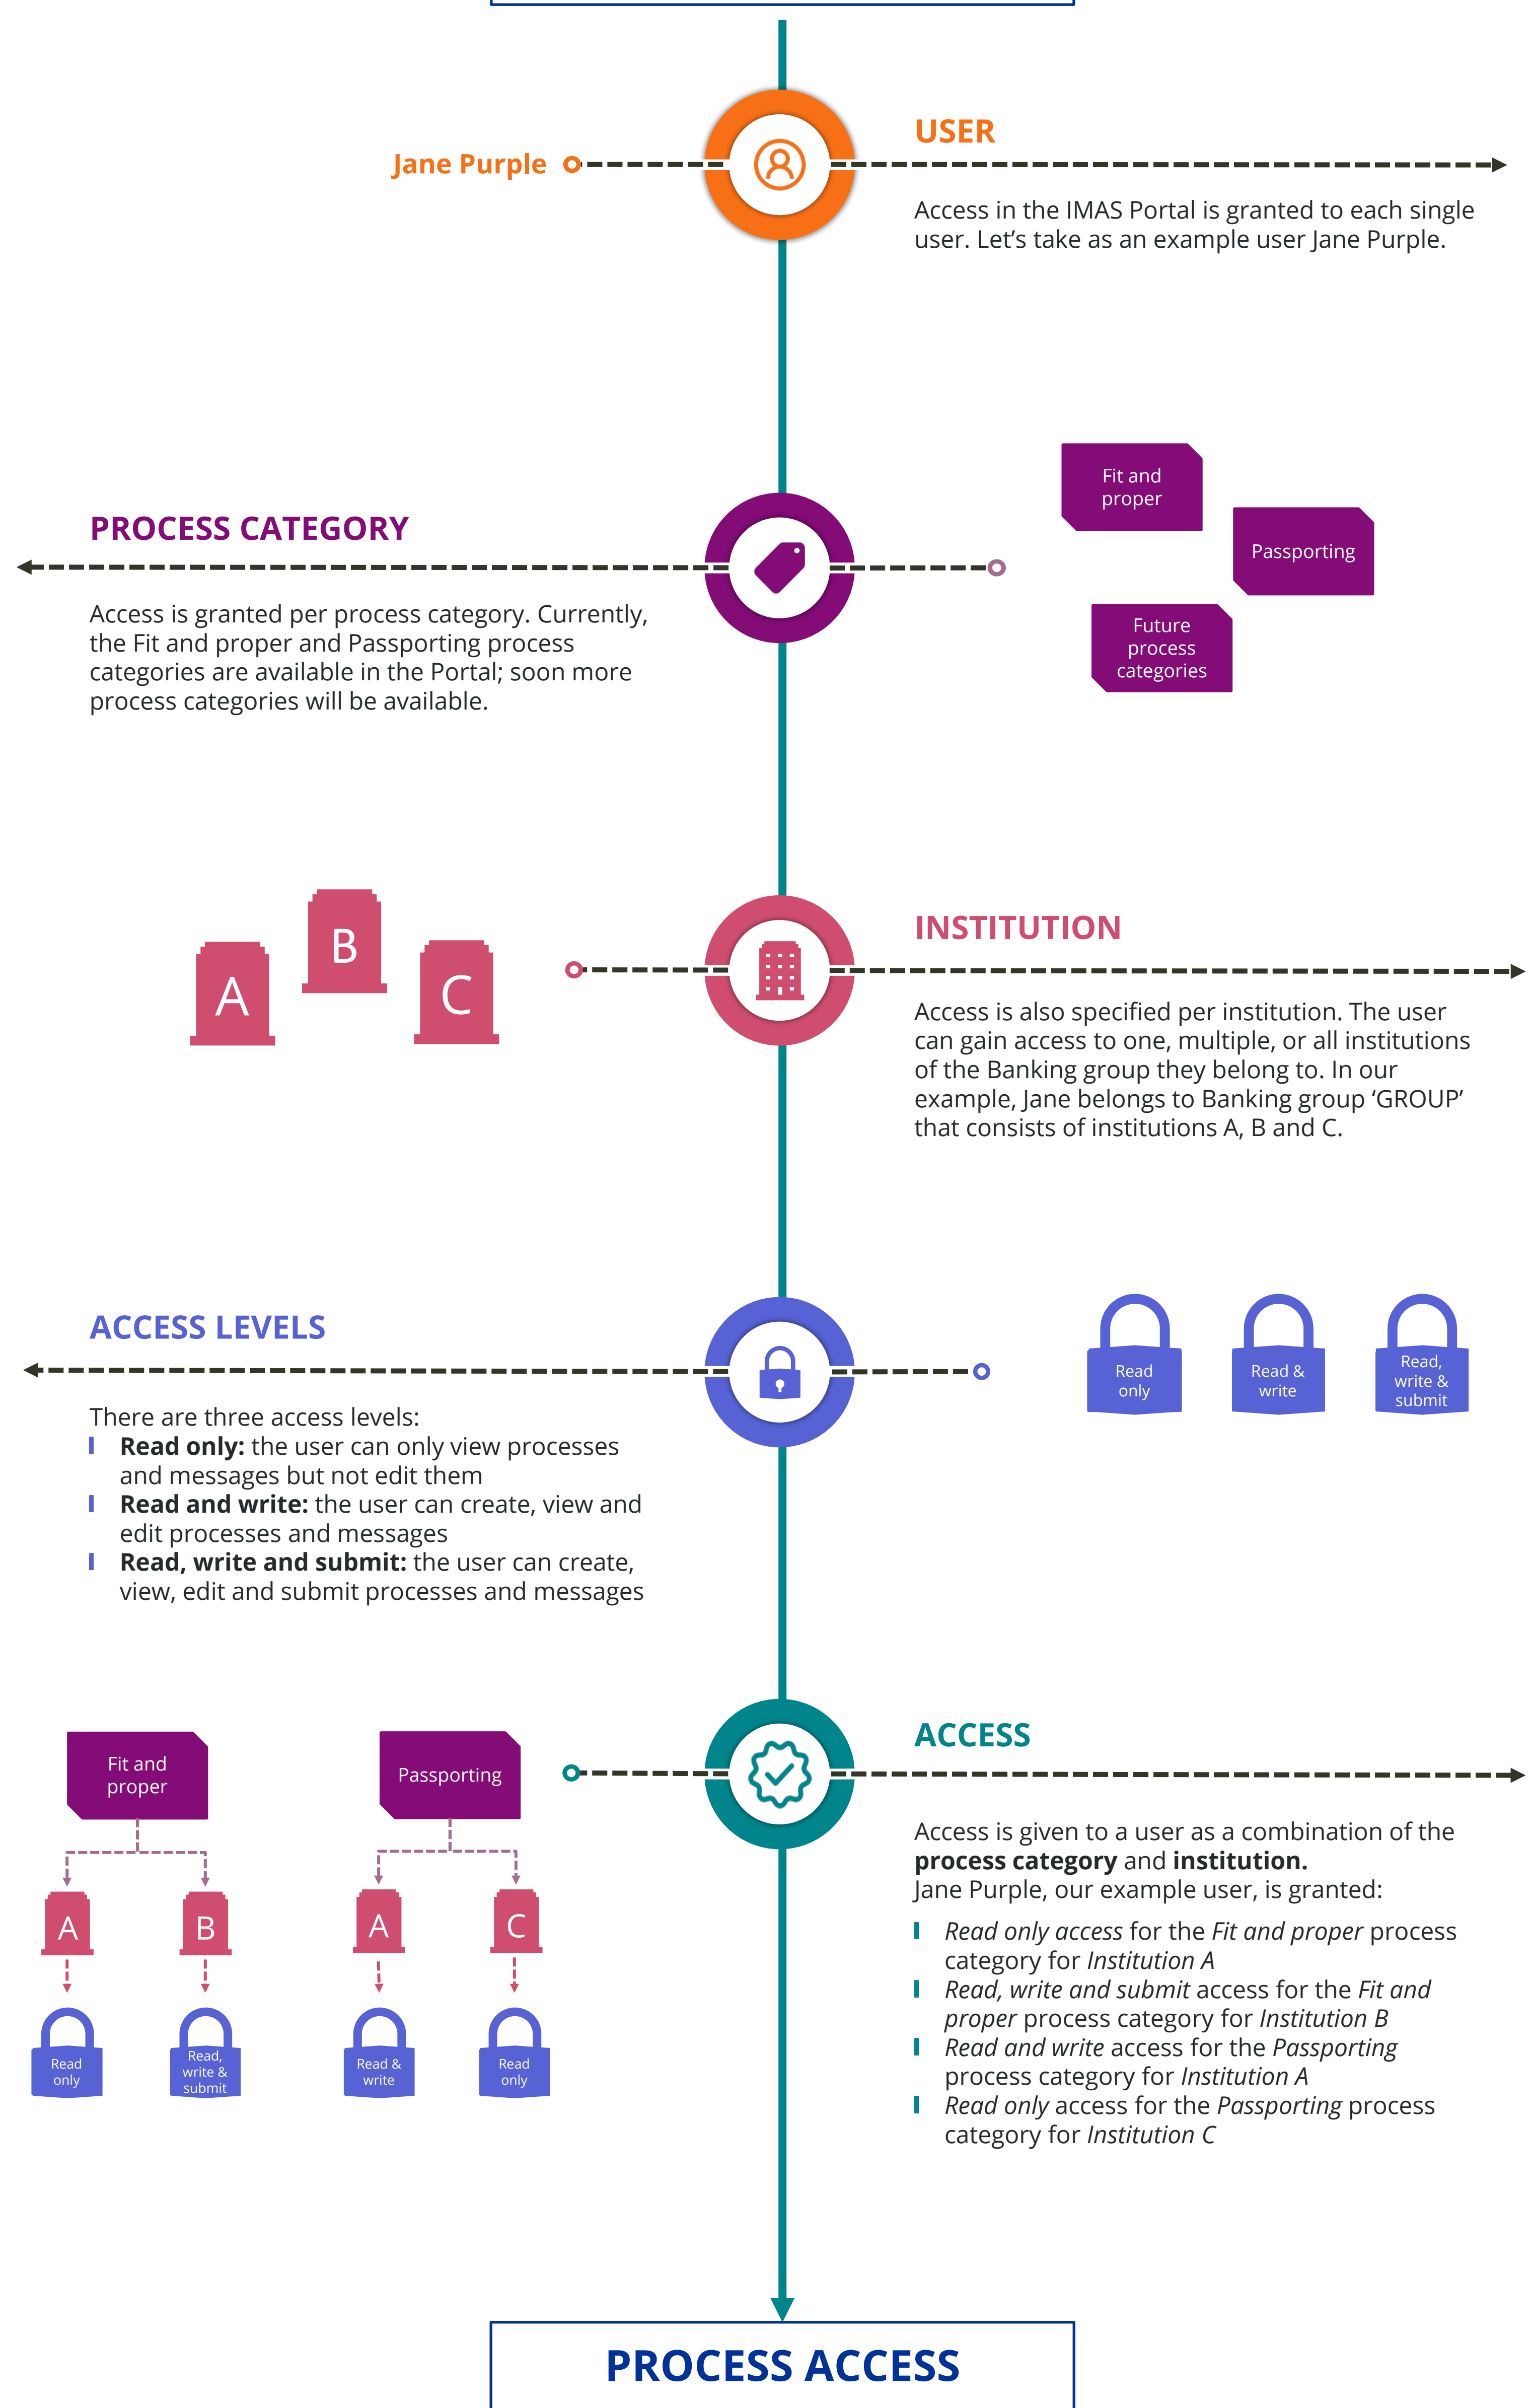 Jane Purple
USER
Access in the IMAS Portal is granted to each single
user. Let’s take as an example user Jane Purple.
PROCESS CATEGORY
Access is granted per process category. Currently,
the Fit and proper and Passporting process
categories are available in the Portal; soon more
process categories will be available.
Fit and
proper
Passporting
Future
process
categories
A
B
C
INSTITUTION
Access is also specified per institution. The user
can gain access to one, multiple, or all institutions
of the Banking group they belong to. In our
example, Jane belongs to Banking group ‘GROUP’
that consists of institutions A, B and C.
ACCESS LEVELS
There are three access levels:
Read only: the user can only view processes
and messages but not edit them
Read and write: the user can create, view and
edit processes and messages
Read, write and submit: the user can create,
view, edit and submit processes and messages
Read
only
Read &
write
Read,
write &
submit
Fit and
proper
Passporting
A
B
A
C
Read
only
Read,
write &
submit
Read &
write
Read
only
ACCESS
Access is given to a user as a combination of the
process category and institution.
Jane Purple, our example user, is granted:
Read only access for the Fit and proper process
category for Institution A
Read, write and submit access for the Fit and
proper process category for Institution B
Read and write access for the Passporting
process category for Institution A
Read only access for the Passporting process
category for Institution C
PROCESS ACCESS